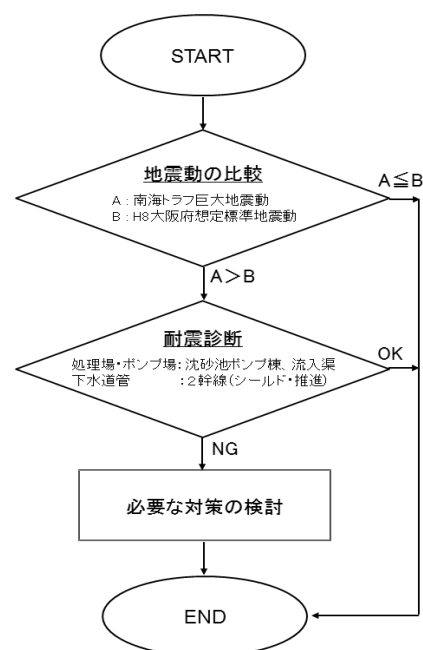 START
地震動の比較
A：南海トラフ巨大地震動
B：H8大阪府想定標準地震動
A≦B
A＞B
耐震診断
処理場・ポンプ場：沈砂池ポンプ棟、流入渠
下水道管　　　　：２幹線（シールド・推進）
OK
NG
必要な対策の検討
END